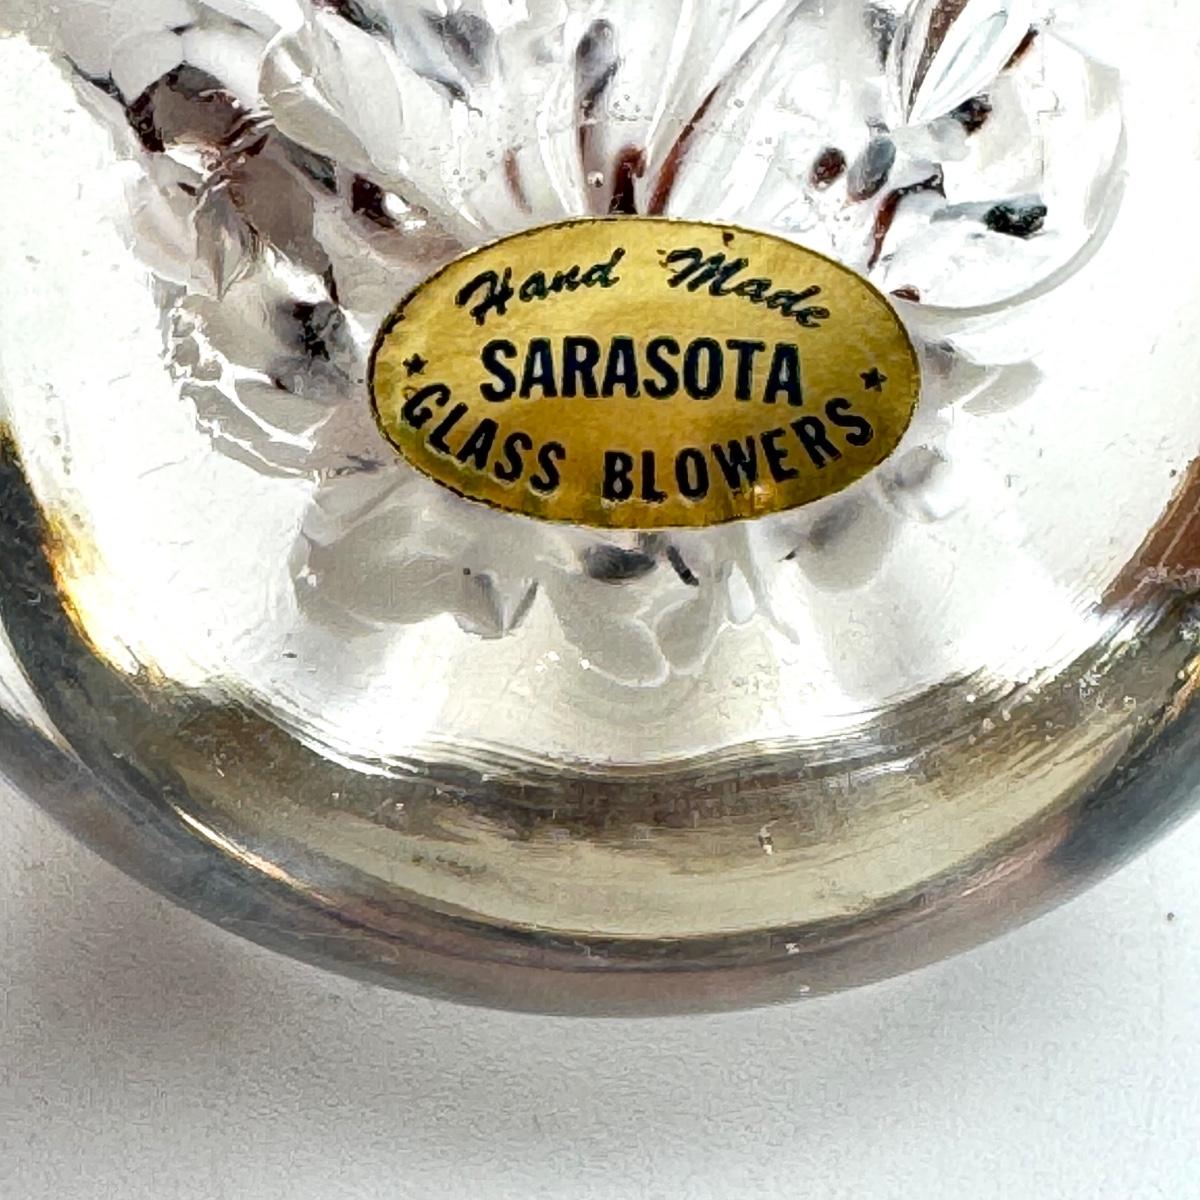 Hand Made
SARASOTA
★ GLASS BLOWERS ★